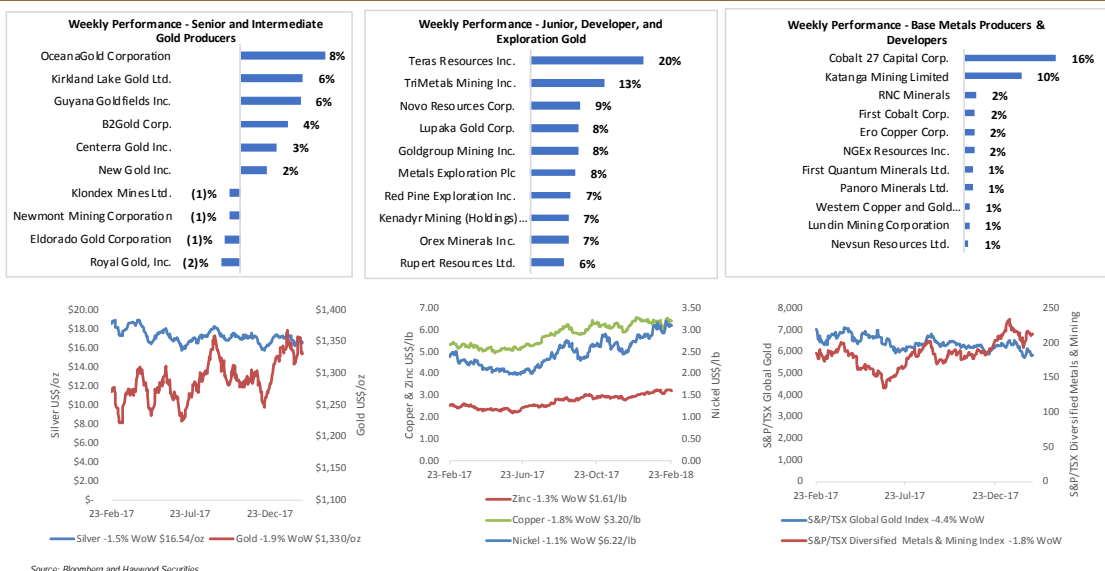 Weekly Performance - Senior and Intermediate
Gold Producers
OceanaGold Corporation 8%
Kirkland Lake Gold Ltd. 6%
Guyana Goldfields Inc. 6%
B2Gold Corp. 4%
Centerra Gold Inc. 3%
New Gold Inc. 2%
Klondex Mines Ltd. (1)%
Newmont Mining Corporation (1)%
Eldorado Gold Corporation (1)%
Royal Gold, Inc. (2)%
Weekly Performance - Junior, Developer, and
Exploration Gold
Teras Resources Inc. 20%
TriMetals Mining Inc. 13%
Novo Resources Corp. 9%
Lupaka Gold Corp. 8%
Goldgroup Mining Inc. 8%
Metals Exploration Plc 8%
Red Pine Exploration Inc. 7%
Kenadyr Mining (Holdings)... 7%
Orex Minerals Inc. 7%
Rupert Resources Ltd. 6%
Weekly Performance - Base Metals Producers &
Developers
Cobalt 27 Capital Corp. 16%
Katanga Mining Limited 10%
RNC Minerals 2%
First Cobalt Corp. 2%
Ero Copper Corp. 2%
NGEx Resources Inc. 2%
First Quantum Minerals Ltd. 1%
Panoro Minerals Ltd. 1%
Western Copper and Gold... 1%
Lundin Mining Corporation 1%
Nevsun Resources Ltd. 1%
Silver US$/oz
$20.00
$18.00
$16.00
$14.00
$12.00
$10.00
$8.00
$6.00
$4.00
$2.00
$-
$1,400
$1,350
$1,300
$1,250
$1,200
$1,150
$1,100
Gold US$/oz
23-Feb-17 23-Jul-17 23-Dec-17
Silver -1.5% WoW $16.54/oz Gold -1.9% WoW $1,330/oz
Copper & Zinc US$/lb
7.00
6.00
5.00
4.00
3.00
2.00
1.00
0.00
3.50
3.00
2.50
2.00
1.50
1.00
0.50
0.00
Nickel US$/lb
23-Feb-17 23-Jun-17 23-Oct-17 23-Feb-18
Zinc -1.3% WoW $1.61/lb
Copper -1.8% WoW $3.20/lb
Nickel -1.1% WoW $6.22/lb
S&P/TSX Global Gold
8,000
7,000
6,000
5,000
4,000
3,000
2,000
1,000
0
250
200
150
100
50
0
S&P/TSX Diversified Metals & Mining
23-Feb-17 23-Jul-17 23-Dec-17
S&P/TSX Global Gold Index -4.4% WoW
S&P/TSX Diversified Metals & Mining Index -1.8% WoW
Source: Bloomberg and Haywood Securities